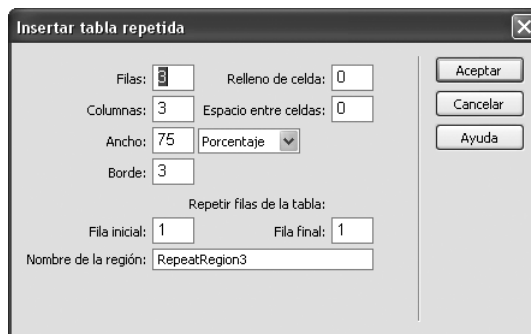 Insertar tabla repetida
Filas: 3 Relleno de celda: 0
Columnas: 3 Espacio entre celdas: 0
Ancho: 75 Porcentaje
Borde: 3
Repetir filas de la tabla:
Fila inicial: 1 Fila final: 1
Nombre de la región: RepeatRegion3
Aceptar
Cancelar
Ayuda